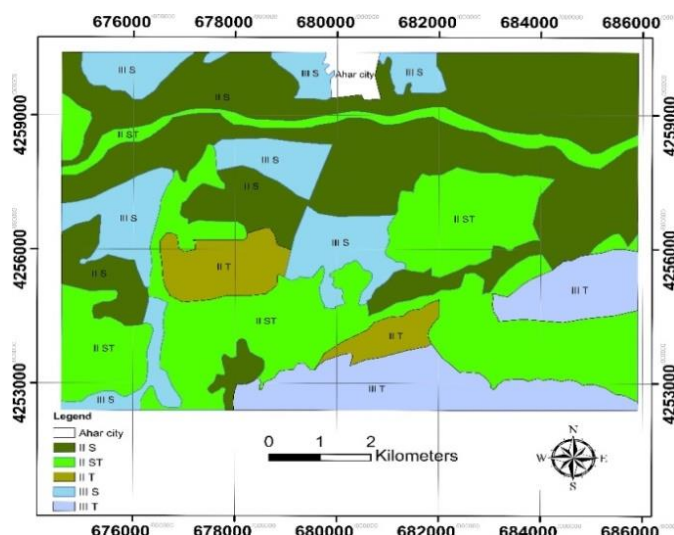 676000 678000 680000 682000 684000 686000
4259000
4256000
4253000
III S
III S
Ahar city
III S
II S
II ST
III S
II S
III S
II ST
III S
II S
II T
III T
II ST
II ST
II T
III S
III T
4259000
4256000
4253000
Legend
Ahar city
II S
II ST
II T
III S
III T
0 1 2
Kilometers
N
W E
S
676000 678000 680000 682000 684000 686000